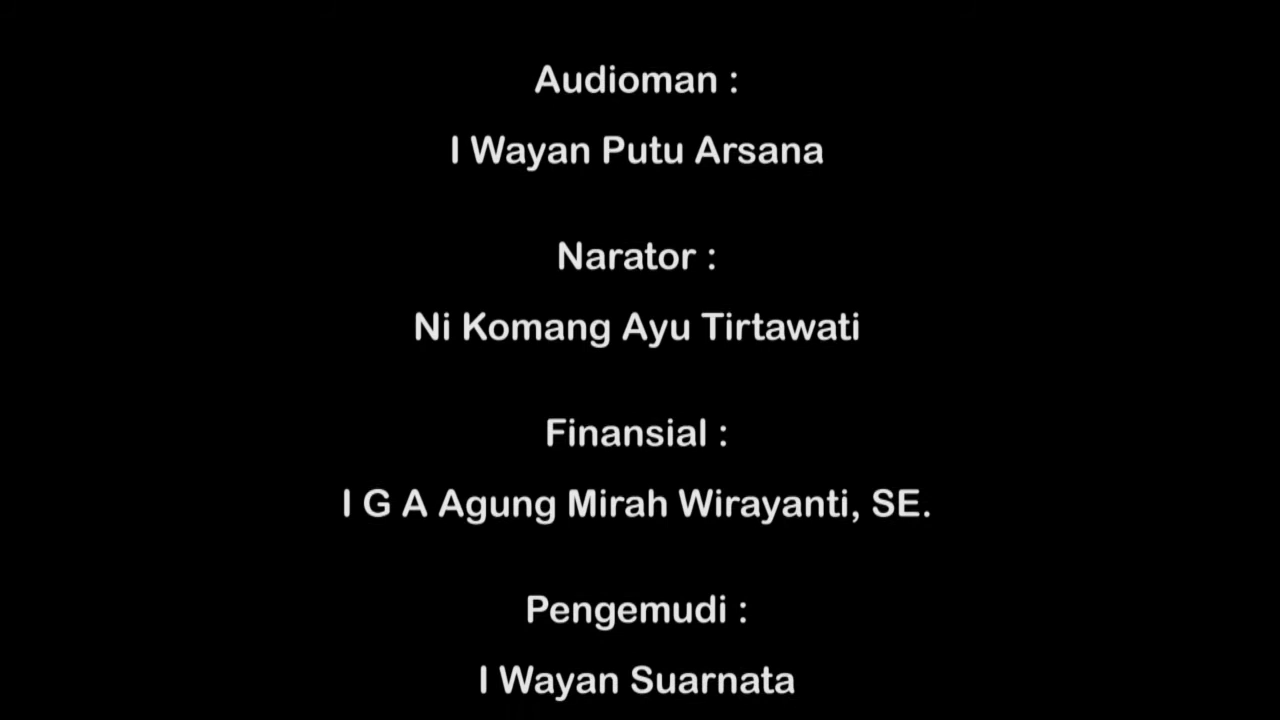 Audioman :
I Wayan Putu Arsana
Narator :
Ni Komang Ayu Tirtawati
Finansial :
I G A Agung Mirah Wirayanti, SE.
Pengemudi :
I Wayan Suarnata